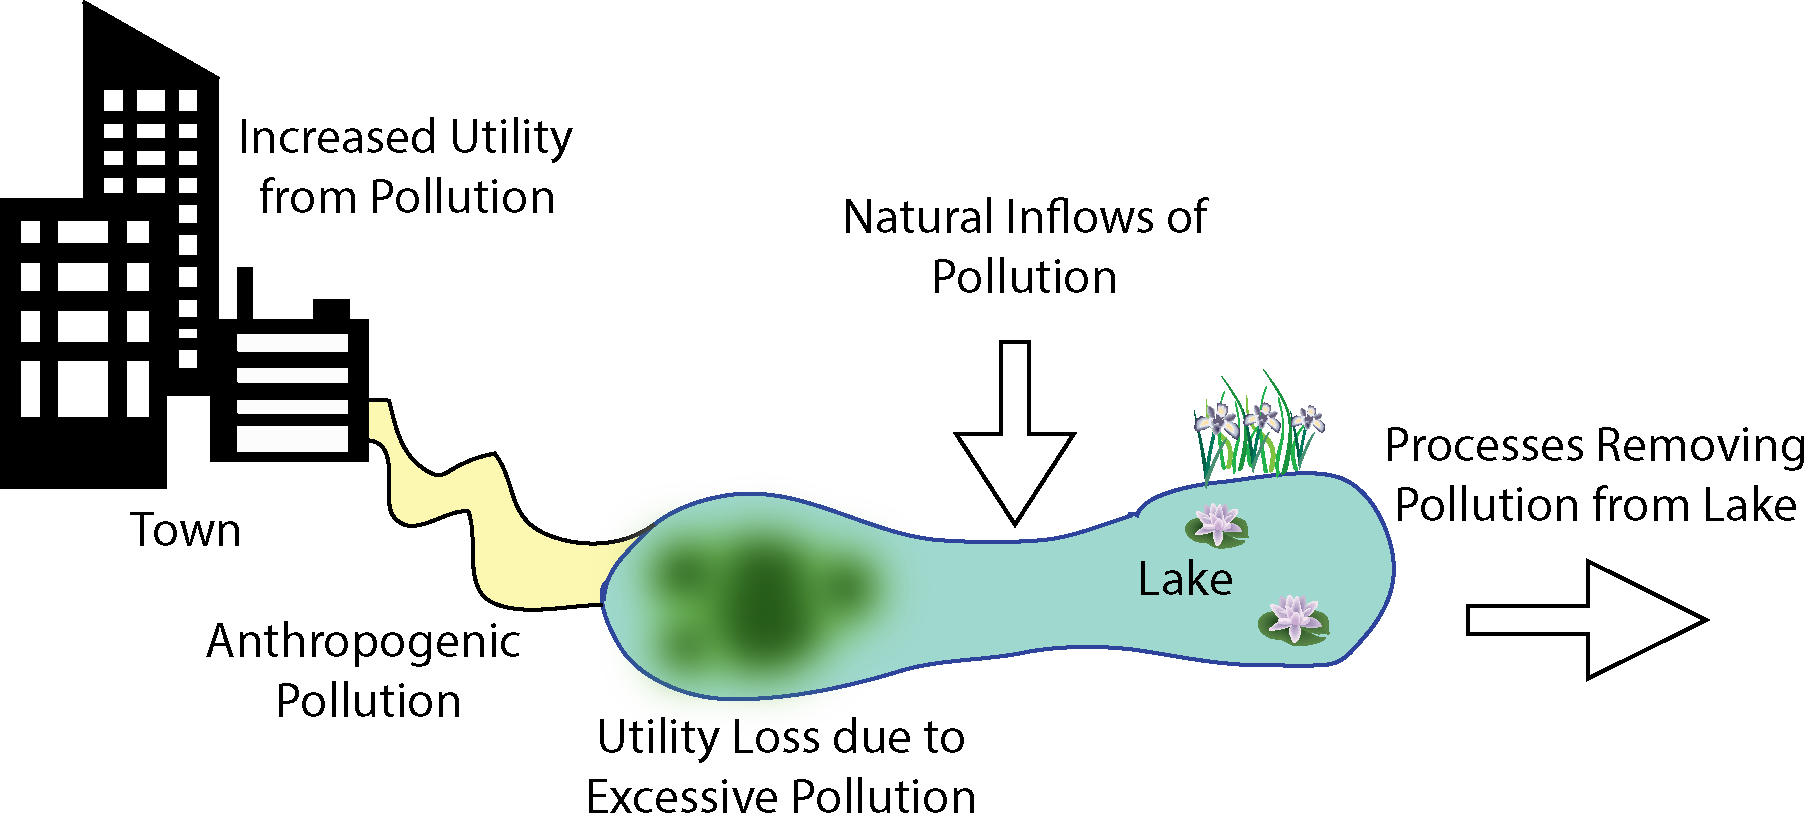 Increased Utility
from Pollution
Natural Inflows of
Pollution
Processes Removing
Pollution from Lake
Town
Lake
Anthropogenic
Pollution
Utility Loss due to
Excessive Pollution